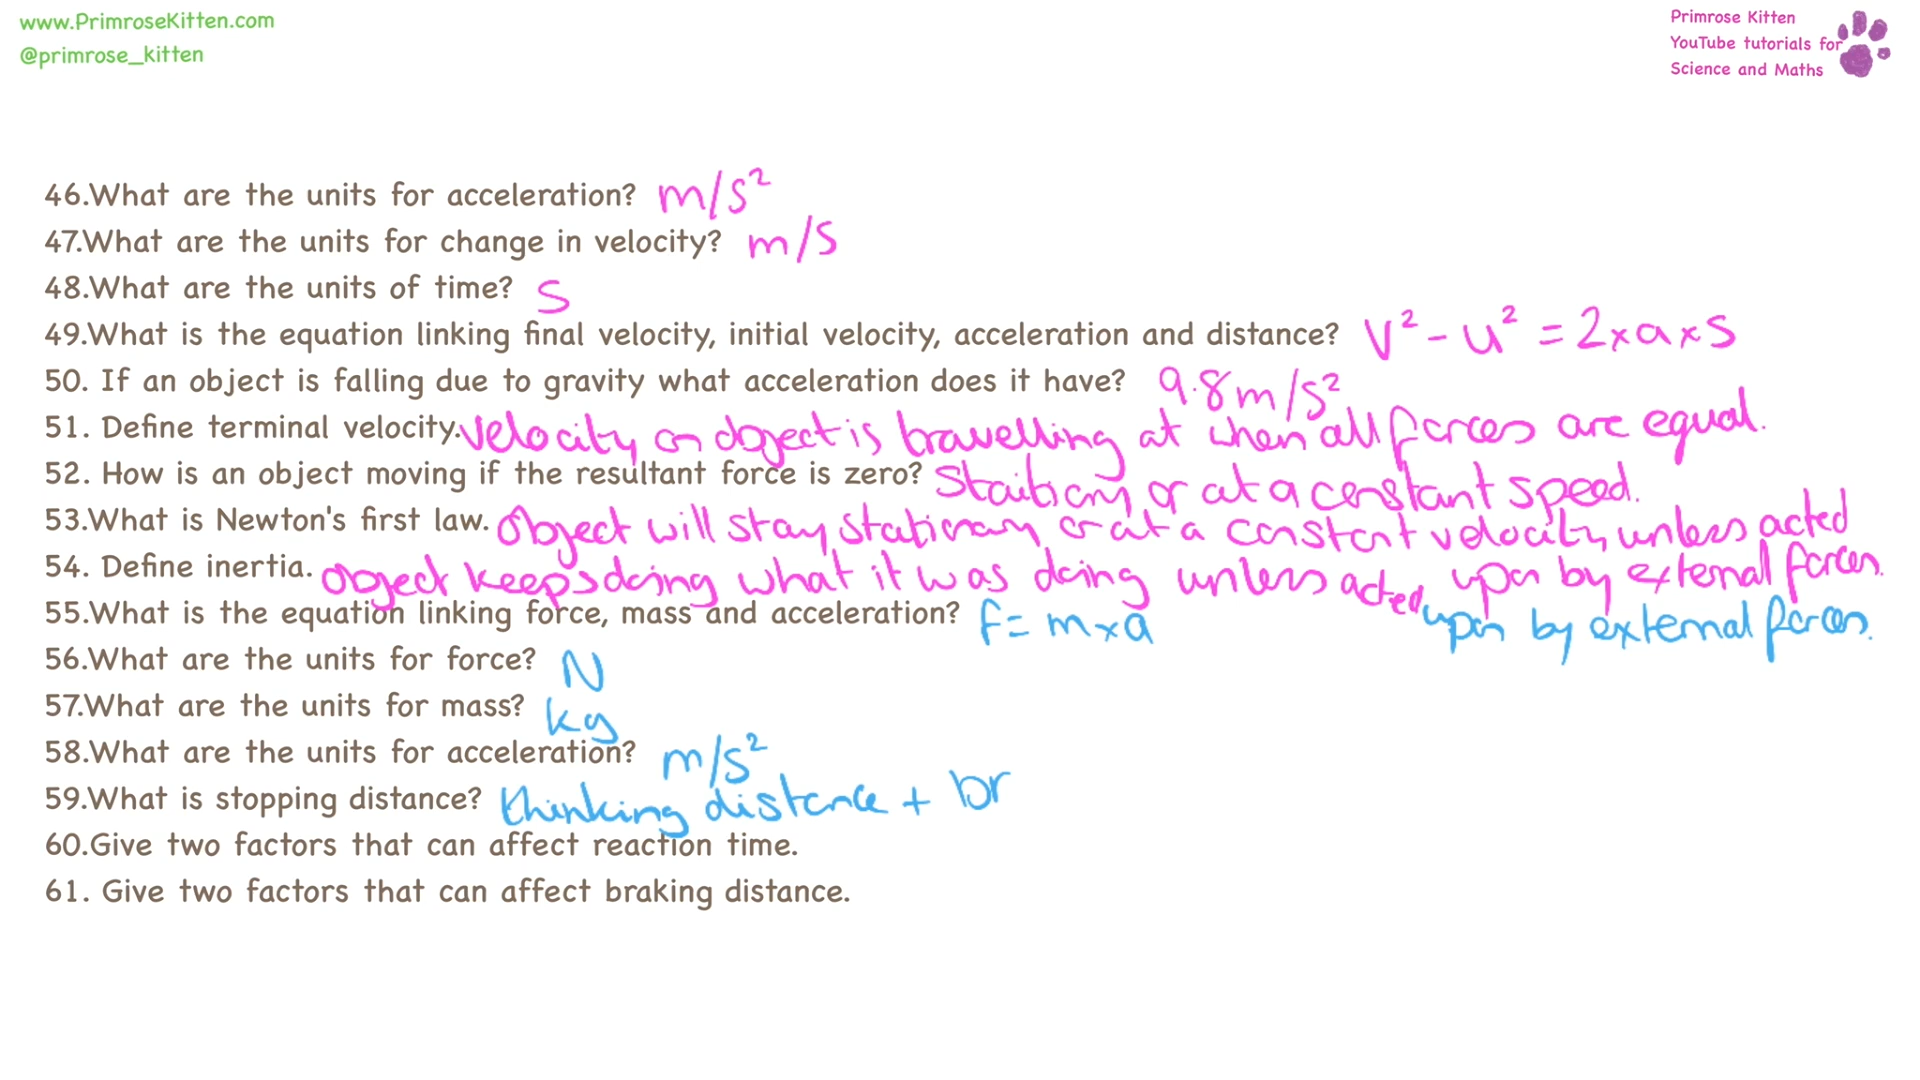 www.PrimroseKitten.com
@primrose_kitten
Primrose Kitten
YouTube tutorials for
Science and Maths
46.What are the units for acceleration? m/s²
47.What are the units for change in velocity? m/s
48.What are the units of time? s
49.What is the equation linking final velocity, initial velocity, acceleration and distance? v² - u² = 2×a×s
50. If an object is falling due to gravity what acceleration does it have? 9.8m/s²
51. Define terminal velocity. Velocity an object is travelling at when all forces are equal.
52. How is an object moving if the resultant force is zero? or at a constant speed.
53.What is Newton's first law. Object will stay stationary or at a constant velocity unless acted
upon by external forces.
54. Define inertia. Object keeps doing what it was doing unless acted
upon by external forces.
55.What is the equation linking force, mass and acceleration? f = m×a
56.What are the units for force? N
57.What are the units for mass? kg
58.What are the units for acceleration? m/s²
59.What is stopping distance? thinking distance + br
60.Give two factors that can affect reaction time.
61. Give two factors that can affect braking distance.